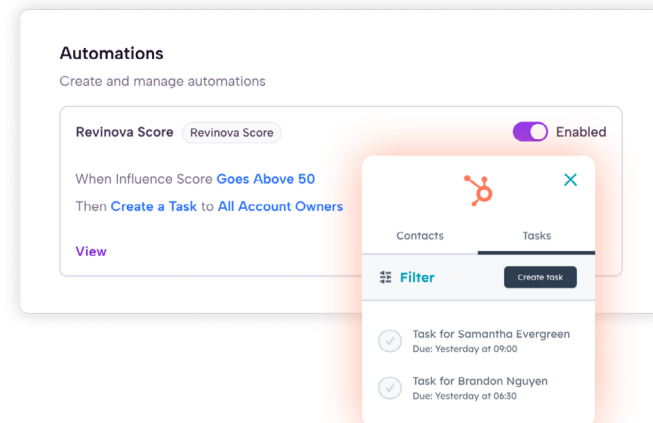 Automations
Create and manage automations
Revinova Score Revinova Score Enabled
When Influence Score Goes Above 50
Then Create a Task to All Account Owners
View
Contacts Tasks
Filter Create task
Task for Samantha Evergreen
Due: Yesterday at 09:00
Task for Brandon Nguyen
Due: Yesterday at 06:30